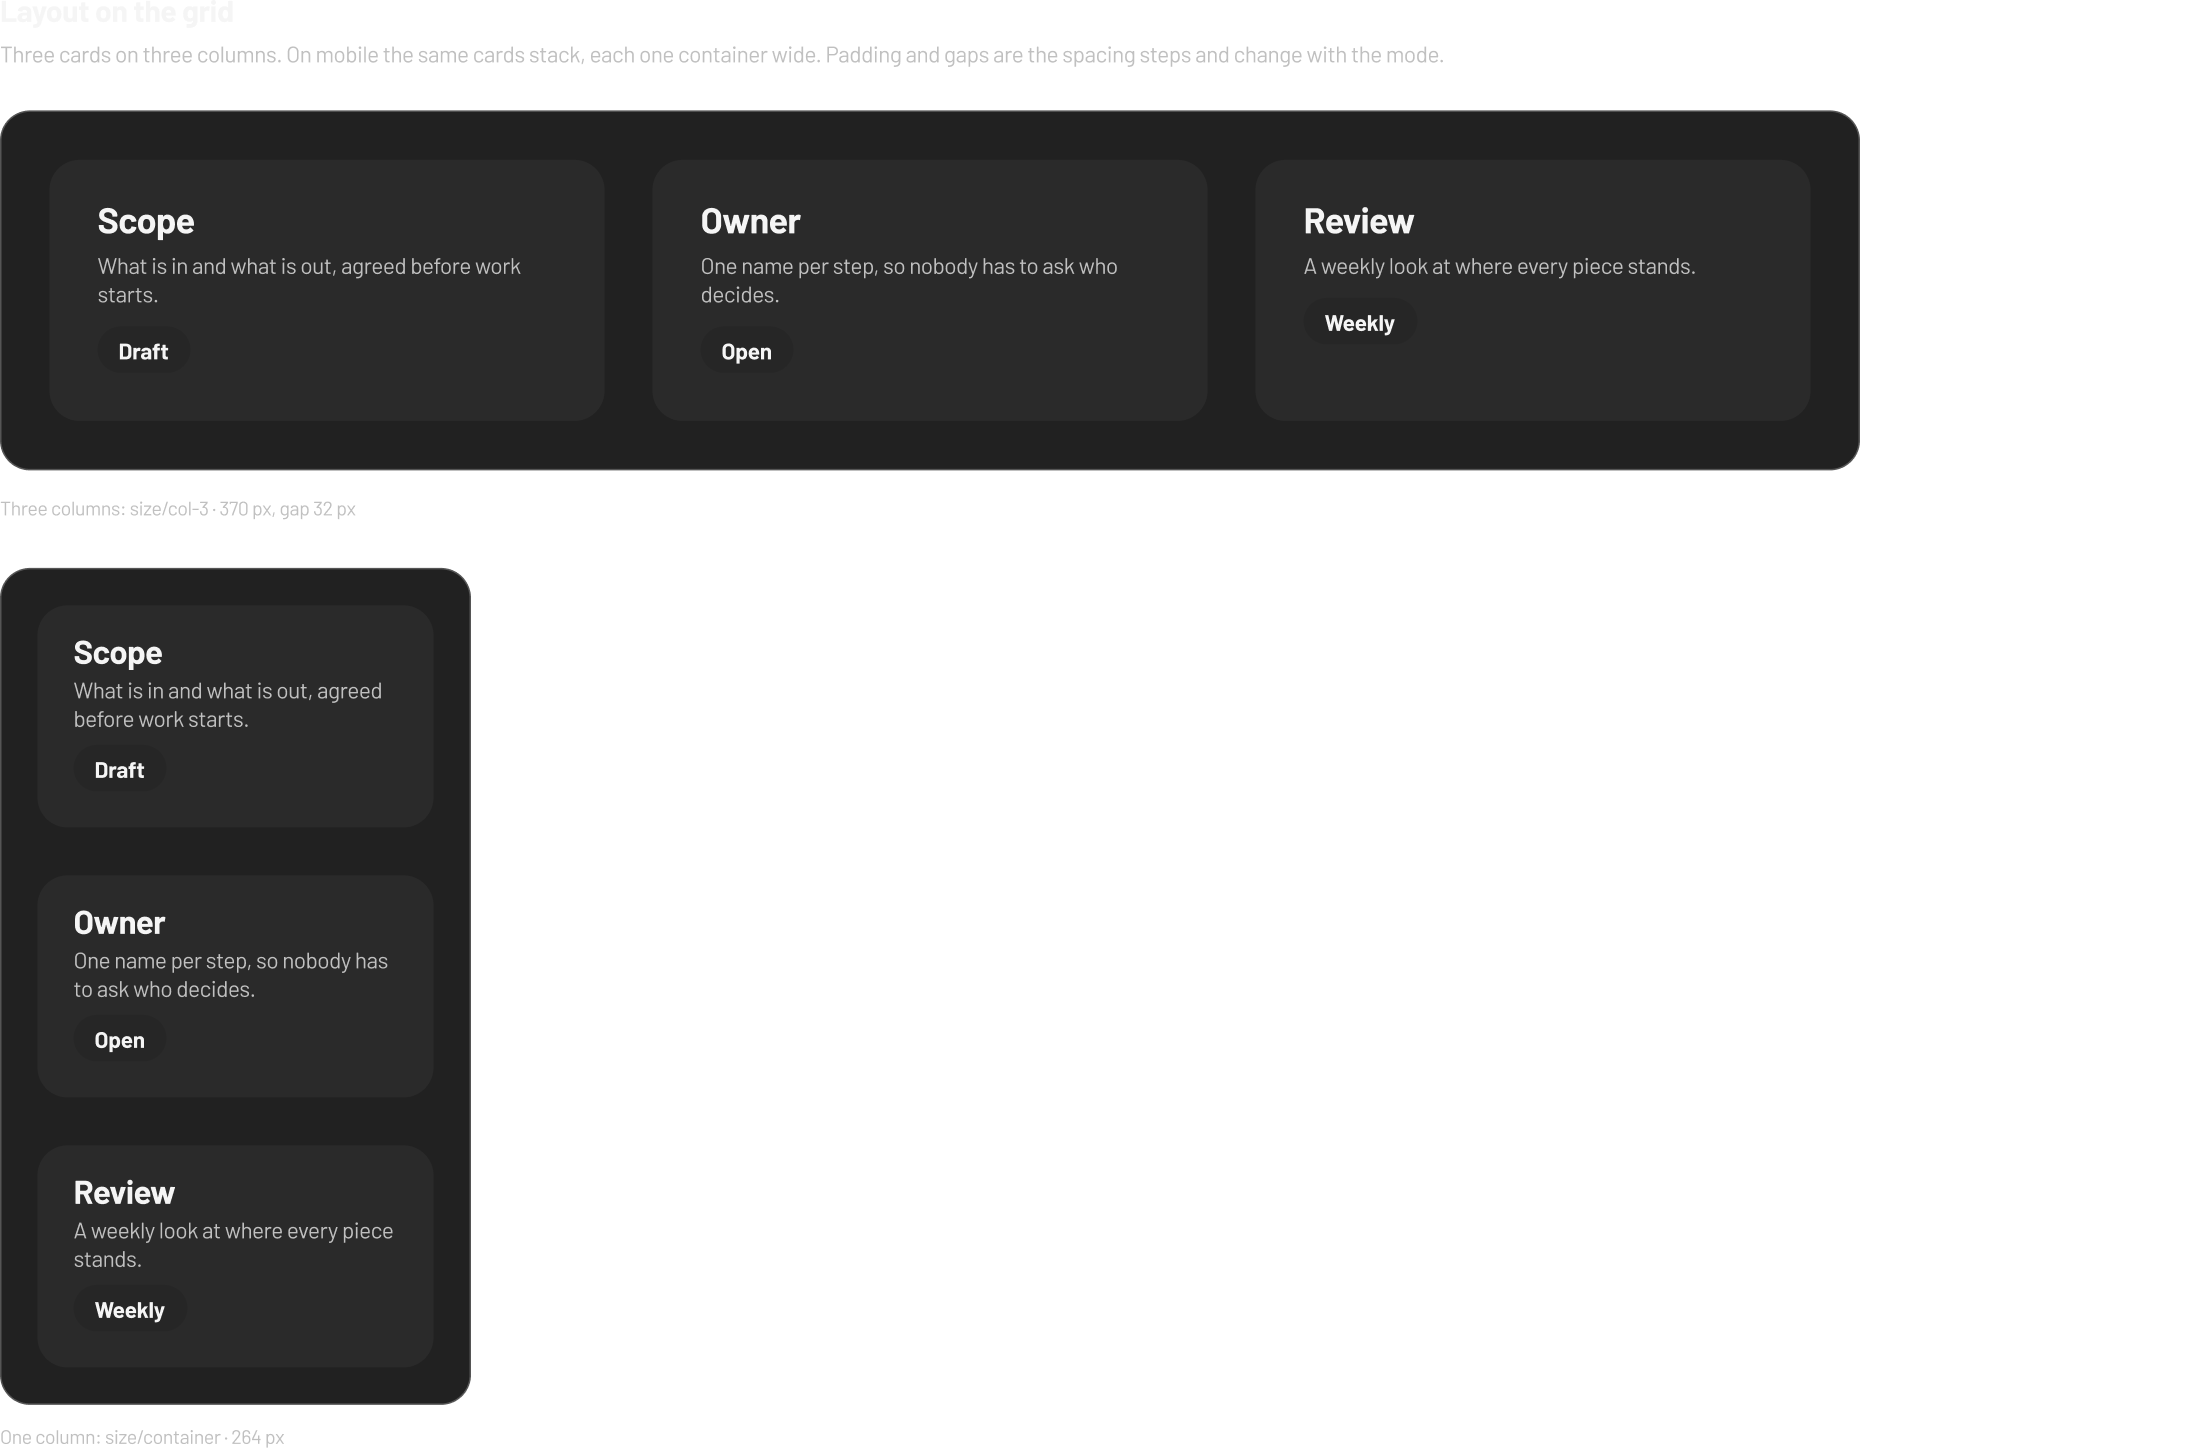 Layout on the grid
Three cards on three columns. On mobile the same cards stack, each one container wide. Padding and gaps are the spacing steps and change with the mode.
Scope
What is in and what is out, agreed before work
starts.
Draft
Owner
One name per step, so nobody has to ask who
decides.
Open
Review
A weekly look at where every piece stands.
Weekly
Three columns: size/col-3 · 370 px, gap 32 px
Scope
What is in and what is out, agreed
before work starts.
Draft
Owner
One name per step, so nobody has
to ask who decides.
Open
Review
A weekly look at where every piece
stands.
Weekly
One column: size/container · 264 px